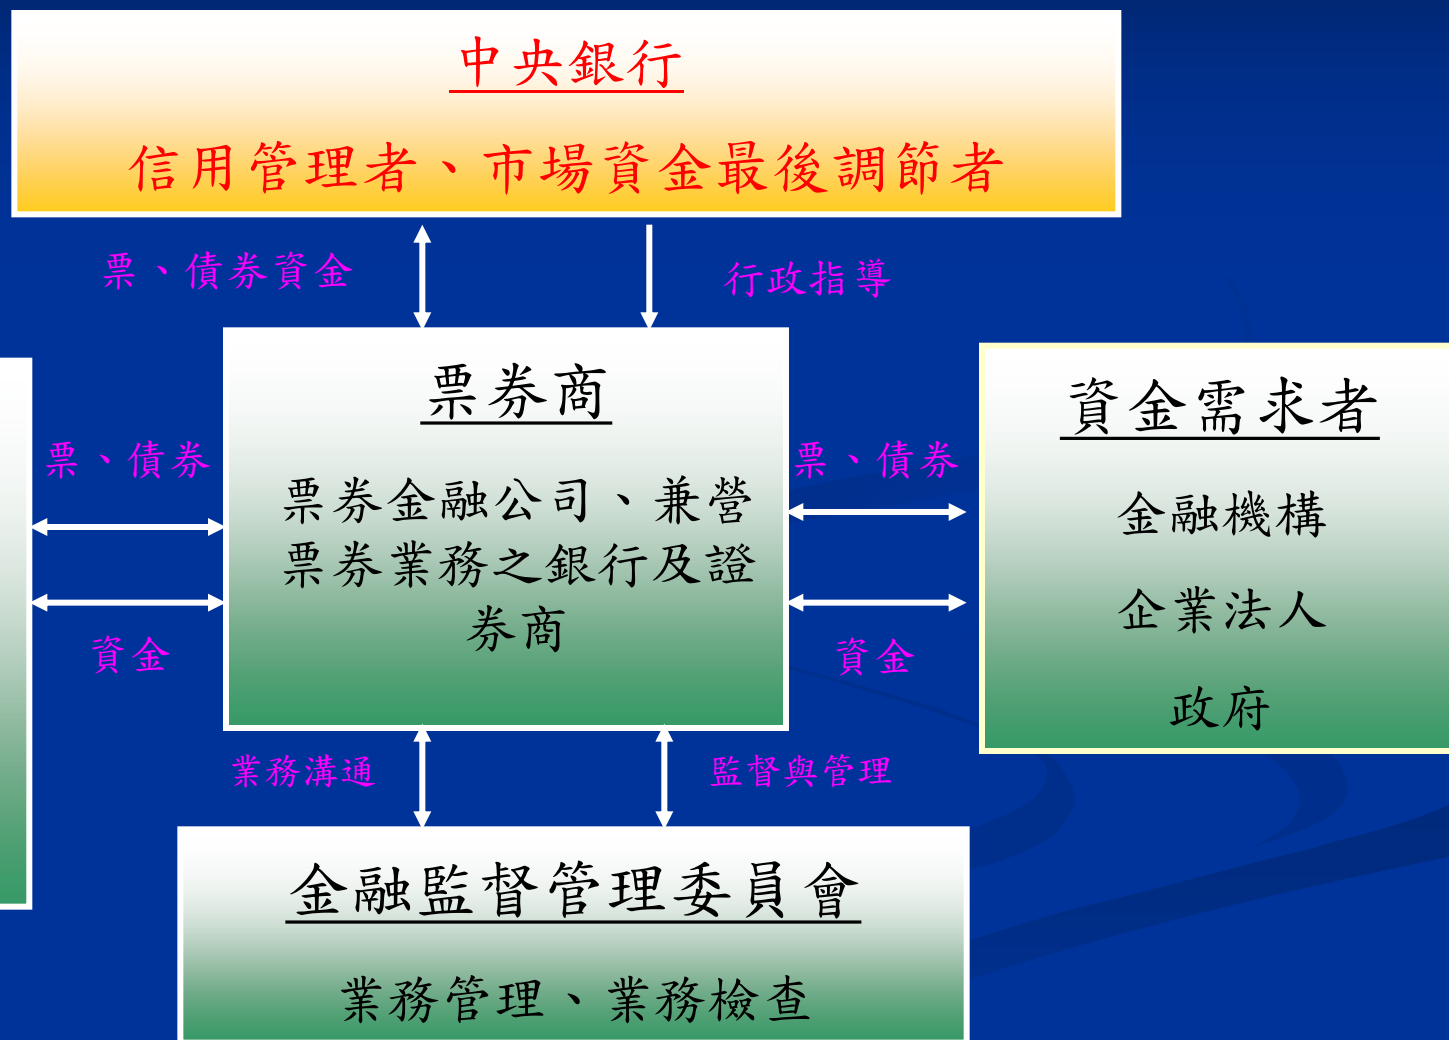 中央銀行
信用管理者、市場資金最後調節者
票、債券資金
行政指導
票券商
票券金融公司、兼營
票券業務之銀行及證
券商
票、債券
資金
票、債券
資金
資金需求者
金融機構
企業法人
政府
業務溝通
監督與管理
金融監督管理委員會
業務管理、業務檢查